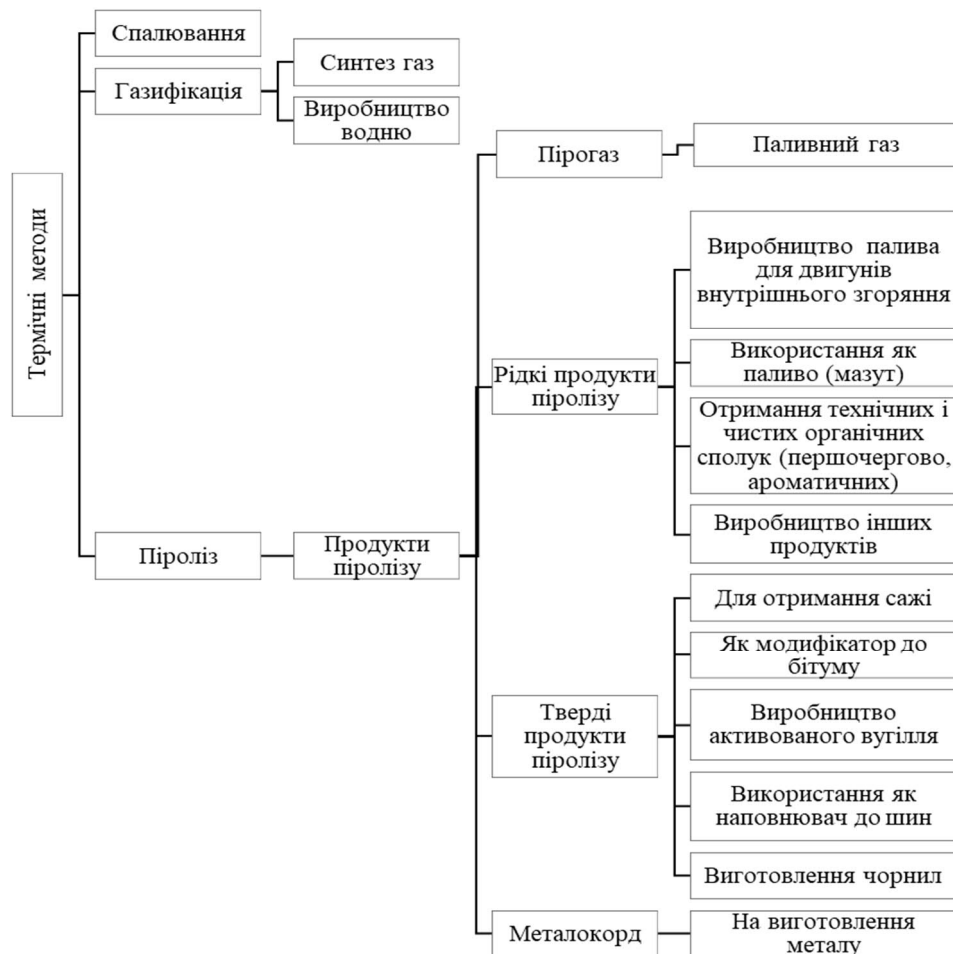 Термічні методи
Спалювання
Газифікація
Синтез газ
Виробництво
водню
Піроліз
Продукти
піролізу
Пірогаз
Паливний газ
Рідкі продукти
піролізу
Виробництво палива
для двигунів
внутрішнього згоряння
Використання як
паливо (мазут)
Отримання технічних і
чистих органічних
сполук (першочергово,
ароматичних)
Виробництво інших
продуктів
Тверді
продукти
піролізу
Для отримання сажі
Як модифікатор до
бітуму
Виробництво
активованого вугілля
Використання як
наповнювач до шин
Виготовлення чорнил
Металокорд
На виготовлення
металу